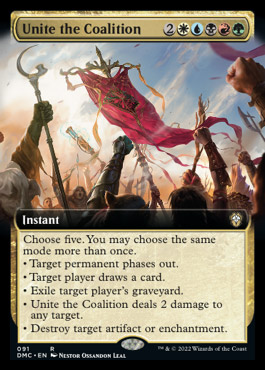 Unite the Coalition 2
Instant
Choose five. You may choose the same
mode more than once.
• Target permanent phases out.
• Target player draws a card.
• Exile target player's graveyard.
• Unite the Coalition deals 2 damage to
any target.
• Destroy target artifact or enchantment.
091 R
DMC • EN Nestor Ossandon Leal
™ & © 2022 Wizards of the Coast